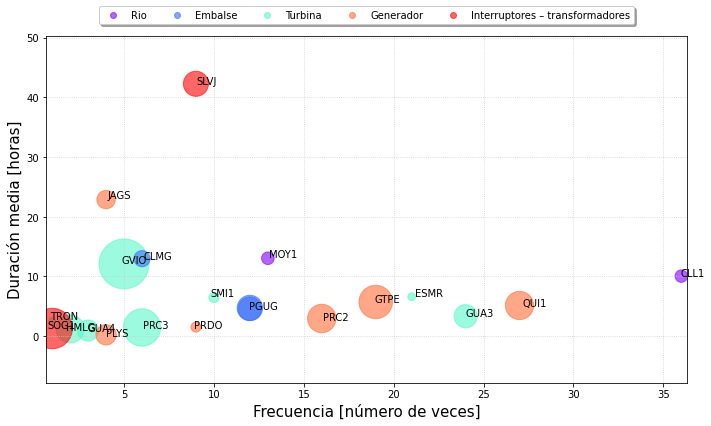 Rio Embalse Turbina Generador Interruptores – transformadores
50
SLVJ
40
30
JAGS
20
GVIO CLMG MOY1
CLL1
10
SMI1 ESMR
GTPE QUI1
PGUG
GUA3
TRON PRC2
SOG1 HMLG GUA4 PRC3 PRDO
PLYS
0
5 10 15 20 25 30 35
Duración media [horas]
Frecuencia [número de veces]